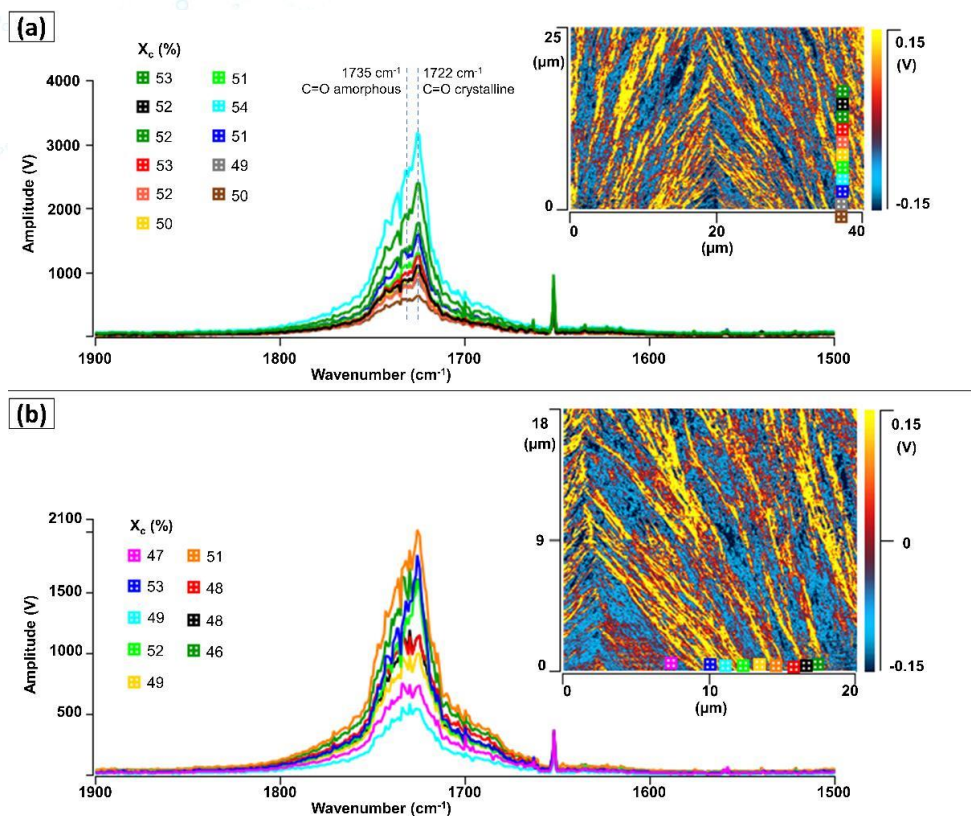 (a)
X_c (%)
53 51
52 54
52 51
53 49
52 50
50
1735 cm⁻¹ 1722 cm⁻¹
C=O amorphous C=O crystalline
4000
3000
2000
1000
Amplitude (V)
1900 1800 1700 1600 1500
Wavenumber (cm⁻¹)
25
(µm)
0
0 20 40
(µm)
0.15
(V)
-0.15
(b)
X_c (%)
47 51
53 48
49 48
52 46
49
2100
1500
1000
500
Amplitude (V)
1900 1800 1700 1600 1500
Wavenumber (cm⁻¹)
18
(µm)
9
0
0 10 20
(µm)
0.15
(V)
0
-0.15